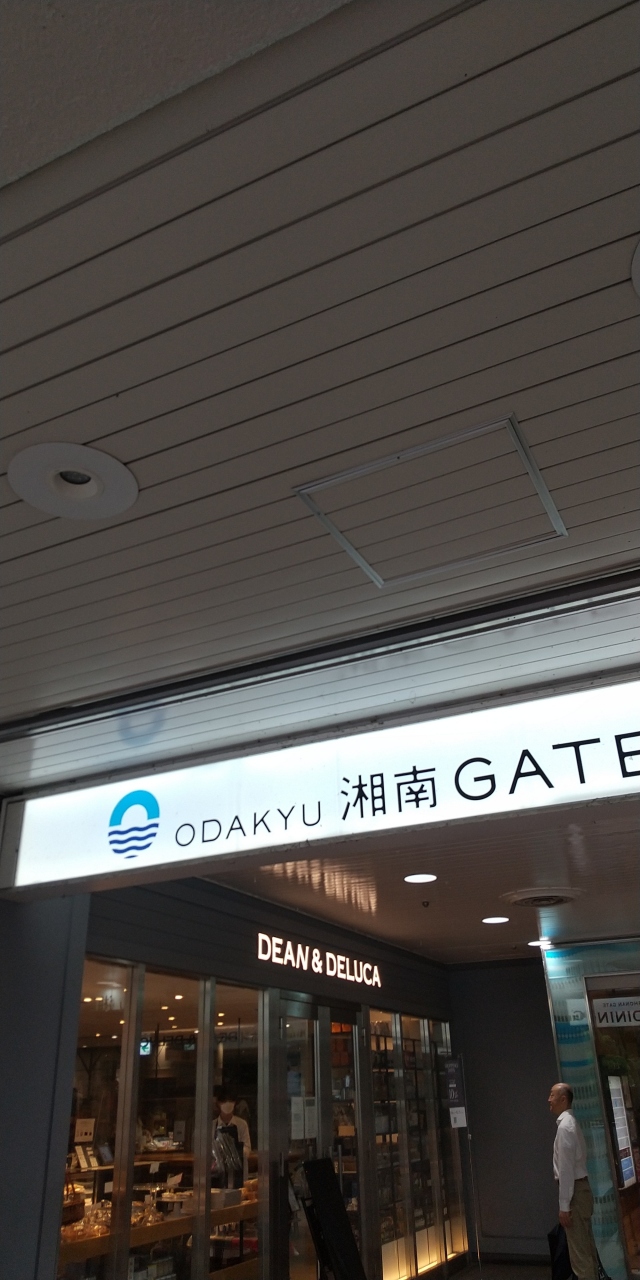 ODAKYU 湘南 GATE
DEAN & DELUCA